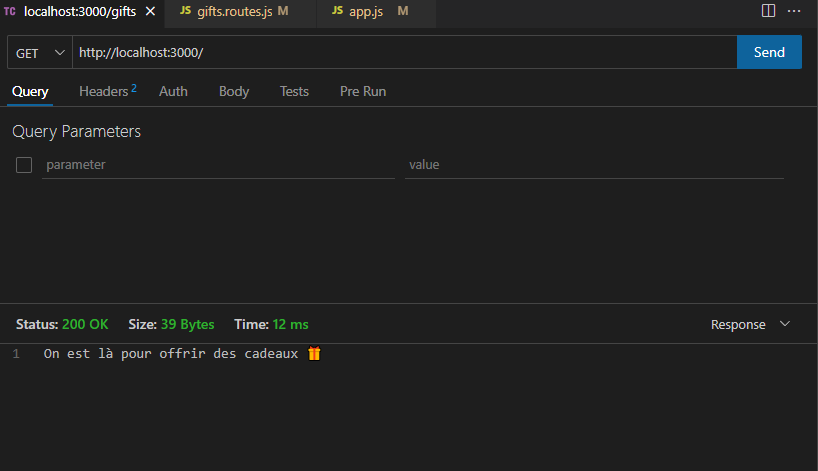 TC localhost:3000/gifts × JS gifts.routes.js M JS app.js M ...
GET http://localhost:3000/ Send
Query Headers 2 Auth Body Tests Pre Run
Query Parameters
parameter value
Status: 200 OK Size: 39 Bytes Time: 12 ms Response
1 On est là pour offrir des cadeaux 🎁